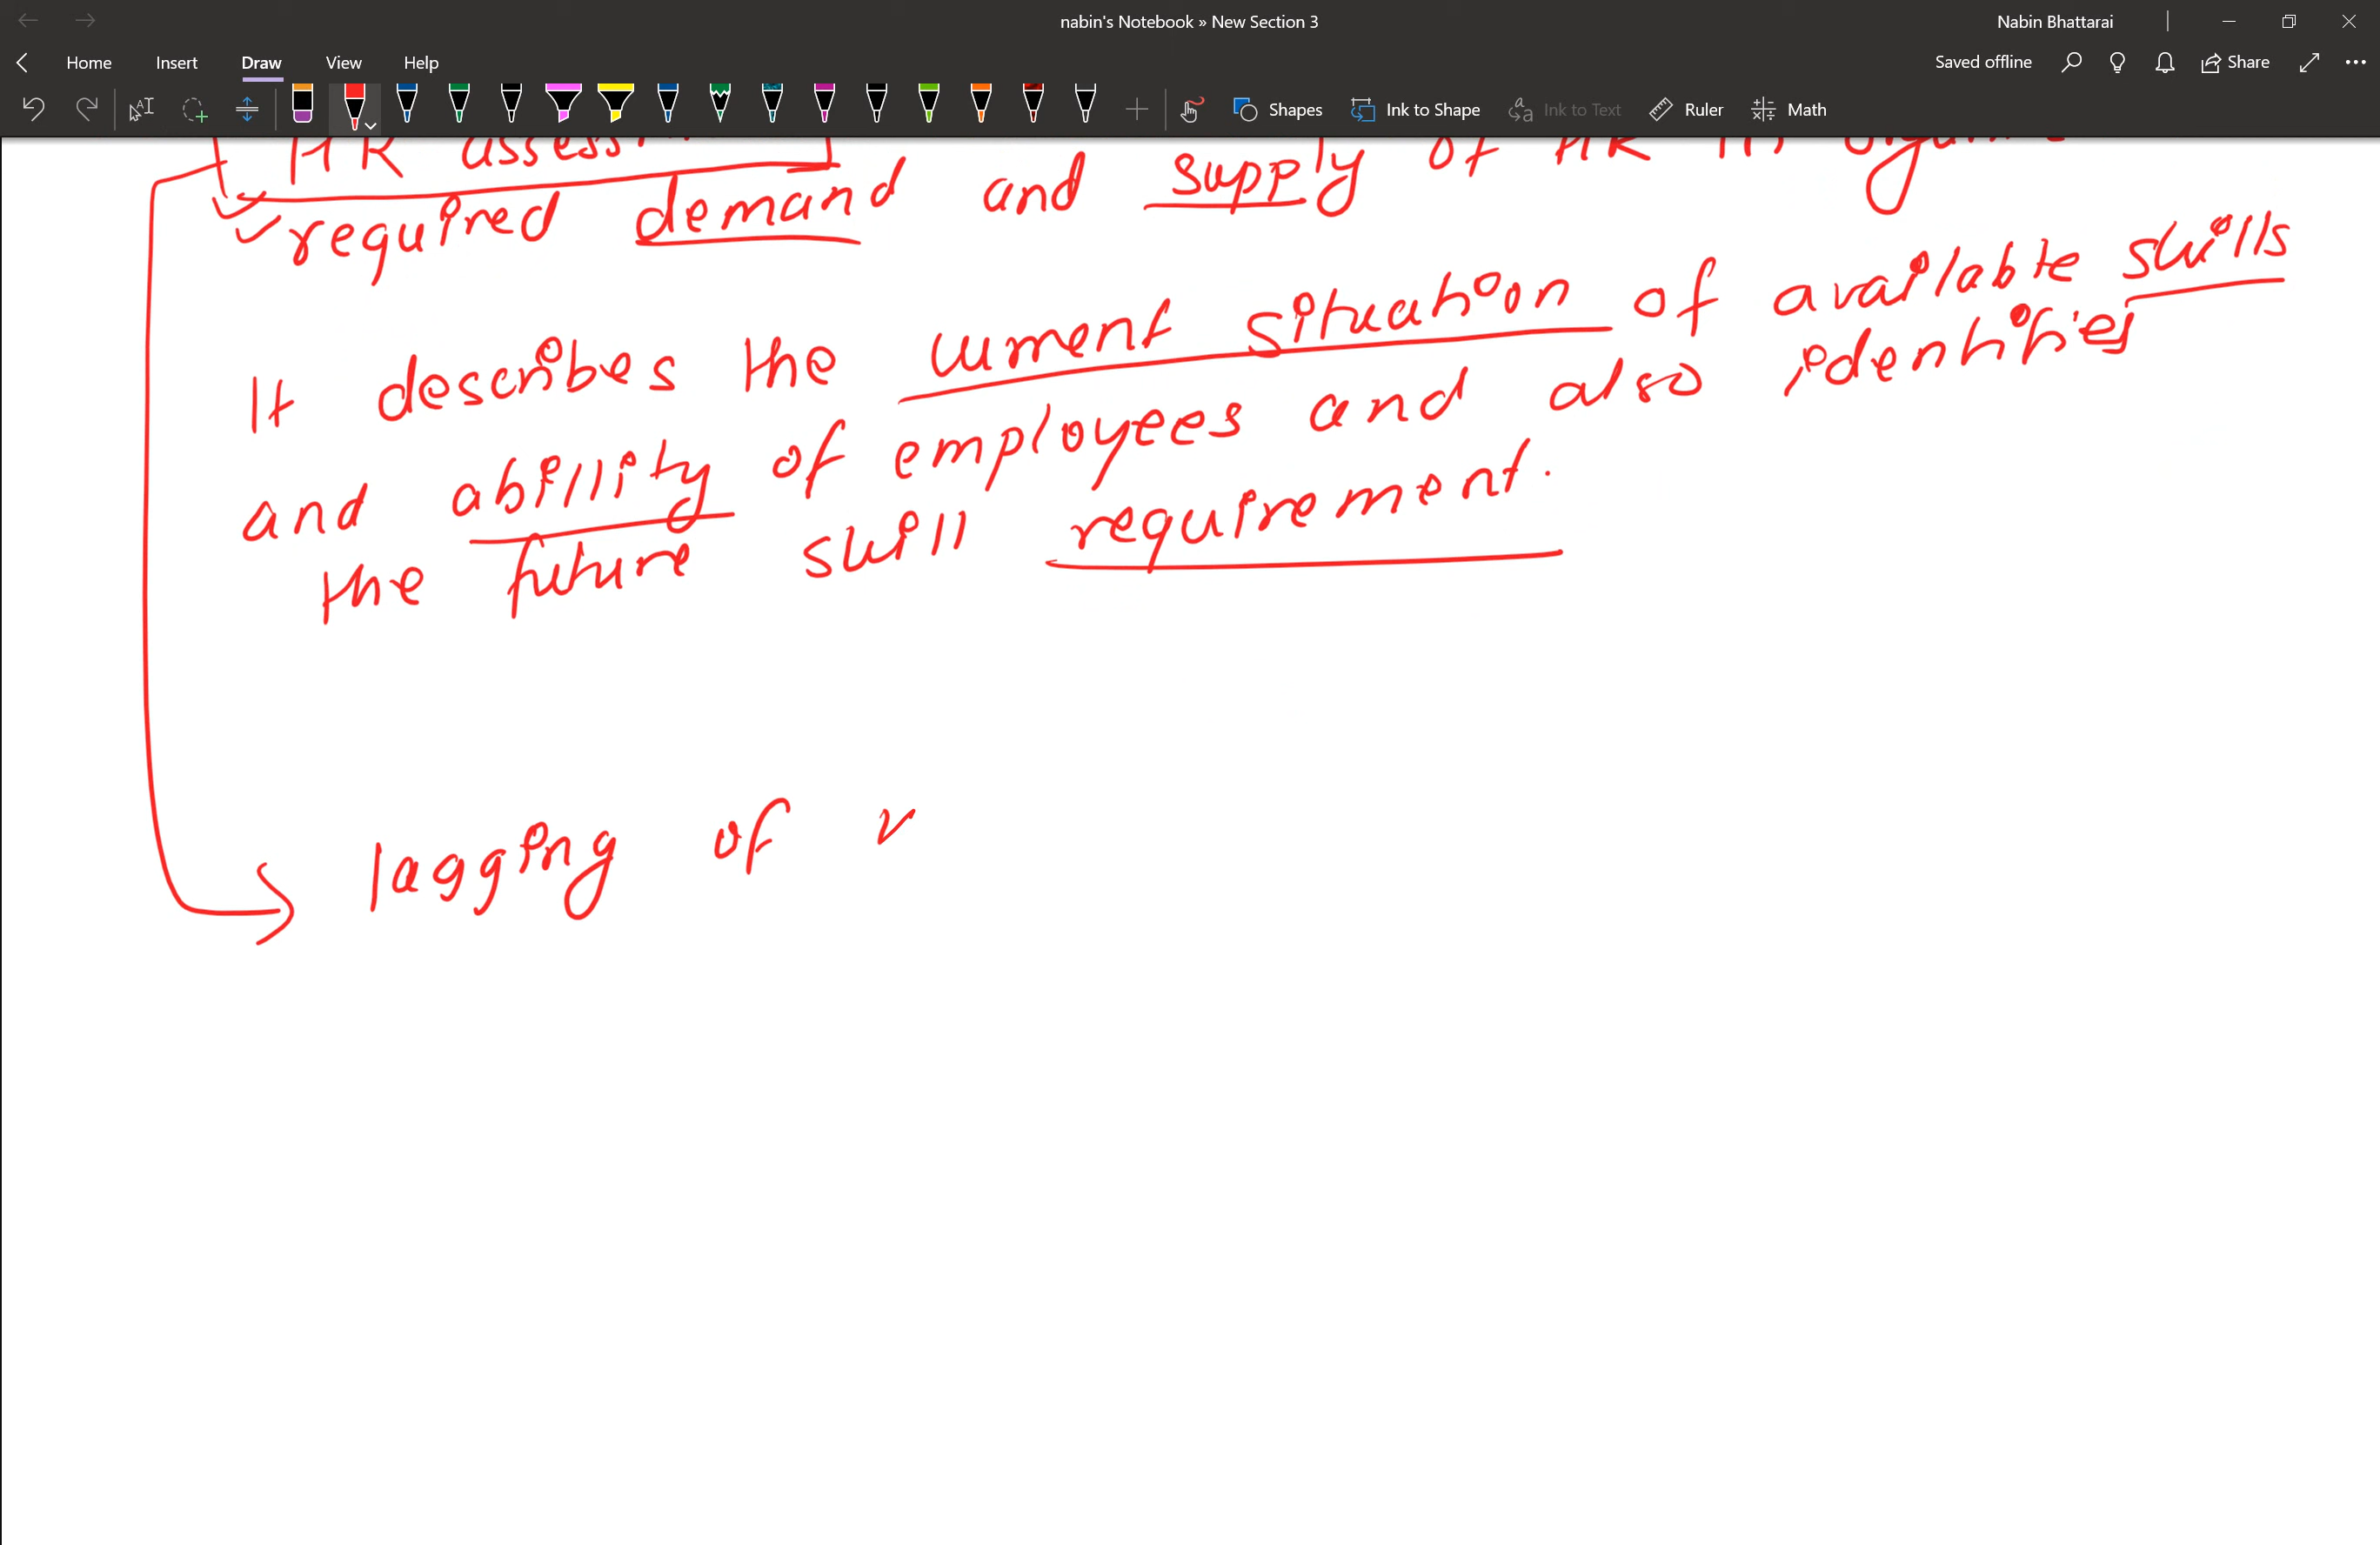 nabin's Notebook » New Section 3
Nabin Bhattarai
Home Insert Draw View Help
Saved offline
Share
Shapes Ink to Shape Ink to Text Ruler Math
HR
required demand and supply of HR in
It describes the current situation of available skills
and abillity of employees and also identifies
the future skill requirement.
lagging of